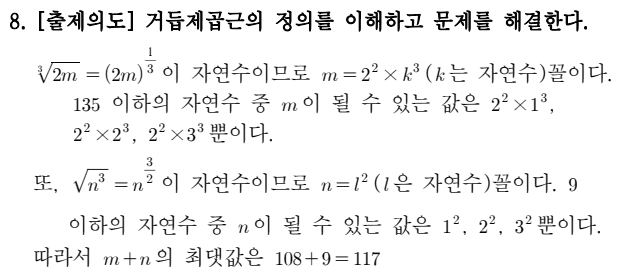 8. [출제의도] 거듭제곱근의 정의를 이해하고 문제를 해결한다.
∛(2m) = (2m)^(1/3) 이 자연수이므로 m = 2² × k³ (k 는 자연수)꼴이다.
135 이하의 자연수 중 m 이 될 수 있는 값은 2² × 1³,
2² × 2³, 2² × 3³ 뿐이다.
또, √(n³) = n^(3/2) 이 자연수이므로 n = l² (l 은 자연수)꼴이다. 9
이하의 자연수 중 n 이 될 수 있는 값은 1², 2², 3² 뿐이다.
따라서 m + n 의 최댓값은 108 + 9 = 117